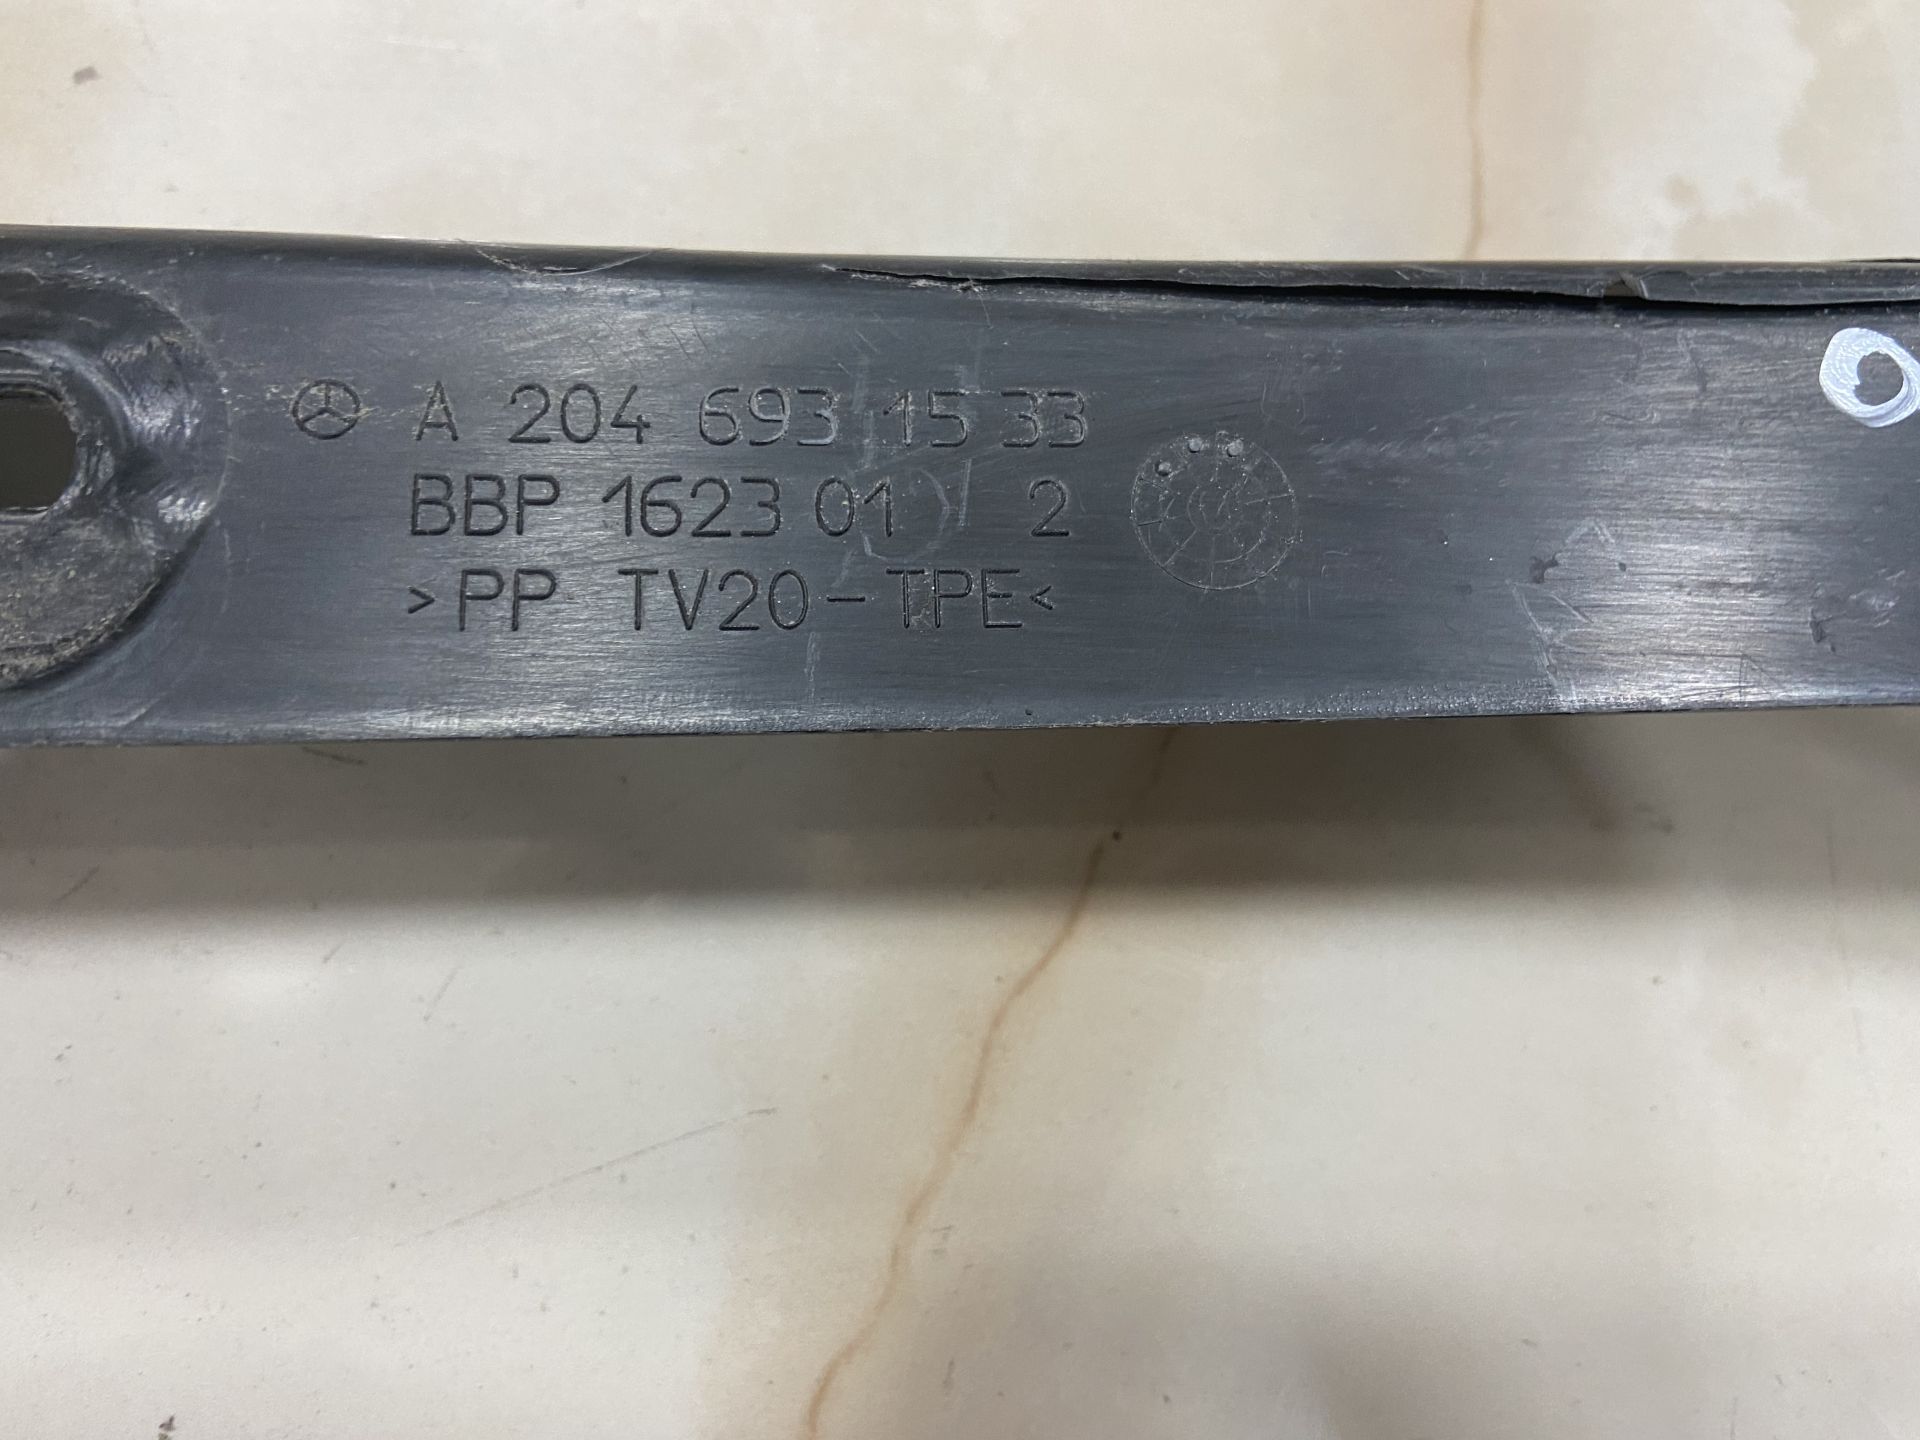 A 204 693 15 33
BBP 1623 01 2
>PP TV20-TPE<